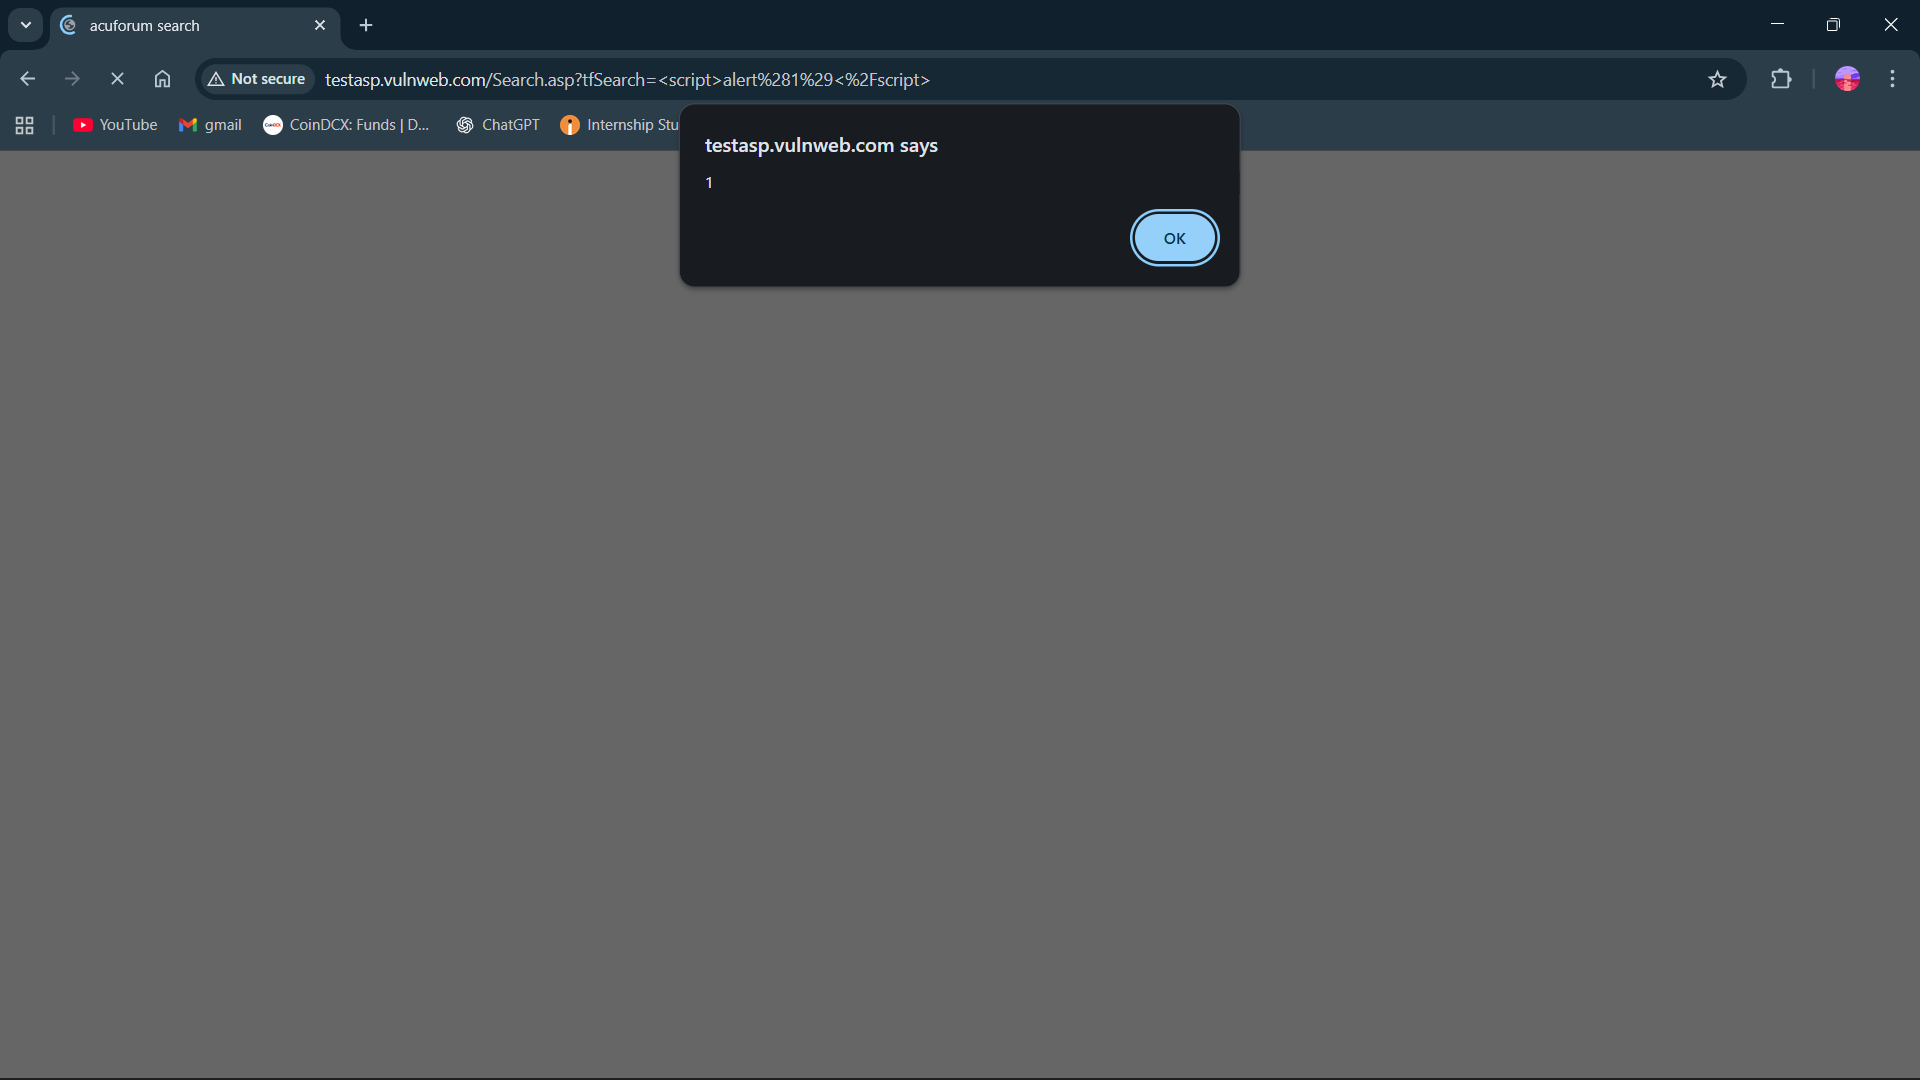 acuforum search
Not secure testasp.vulnweb.com/Search.asp?tfSearch=<script>alert%281%29<%2Fscript>
YouTube gmail CoinDCX: Funds | D... ChatGPT Internship Stu
testasp.vulnweb.com says
1
OK